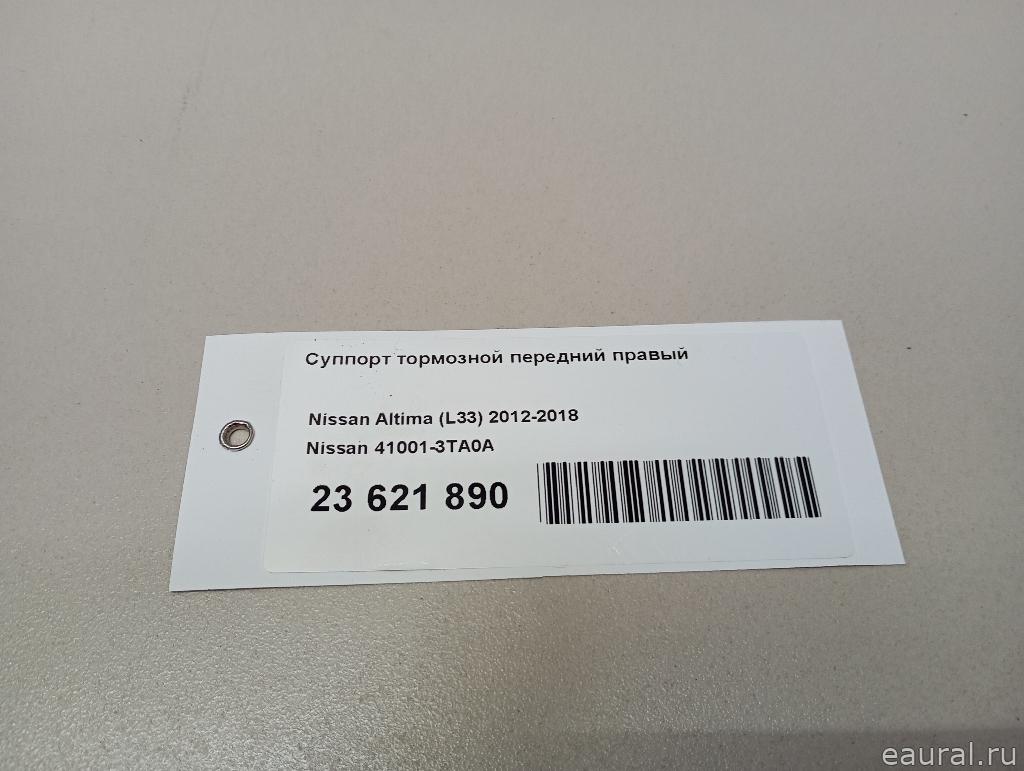 Суппорт тормозной передний правый
Nissan Altima (L33) 2012-2018
Nissan 41001-3TA0A
23 621 890
eaural.ru